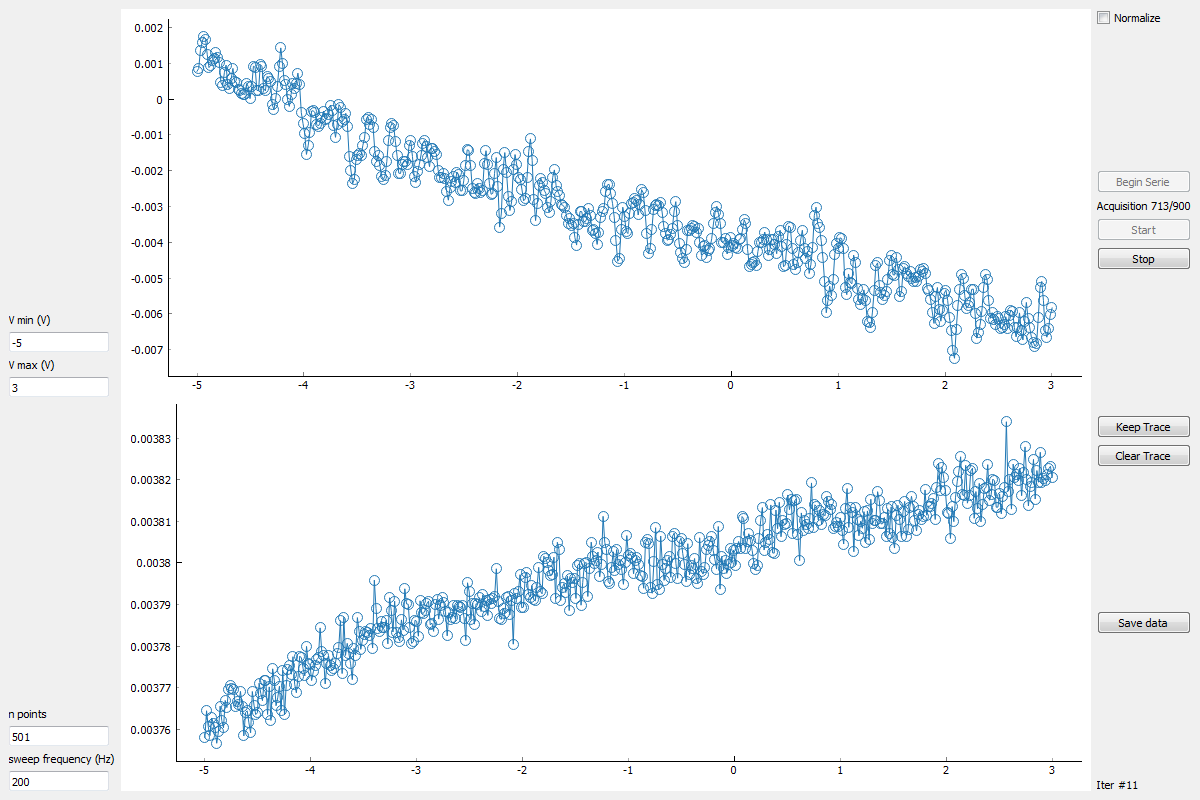 V min (V)
-5
V max (V)
3
n points
501
sweep frequency (Hz)
200
0.002
0.001
0
-0.001
-0.002
-0.003
-0.004
-0.005
-0.006
-0.007
-5 -4 -3 -2 -1 0 1 2 3
0.00383
0.00382
0.00381
0.0038
0.00379
0.00378
0.00377
0.00376
-5 -4 -3 -2 -1 0 1 2 3
Normalize
Begin Serie
Acquisition 713/900
Start
Stop
Keep Trace
Clear Trace
Save data
Iter #11